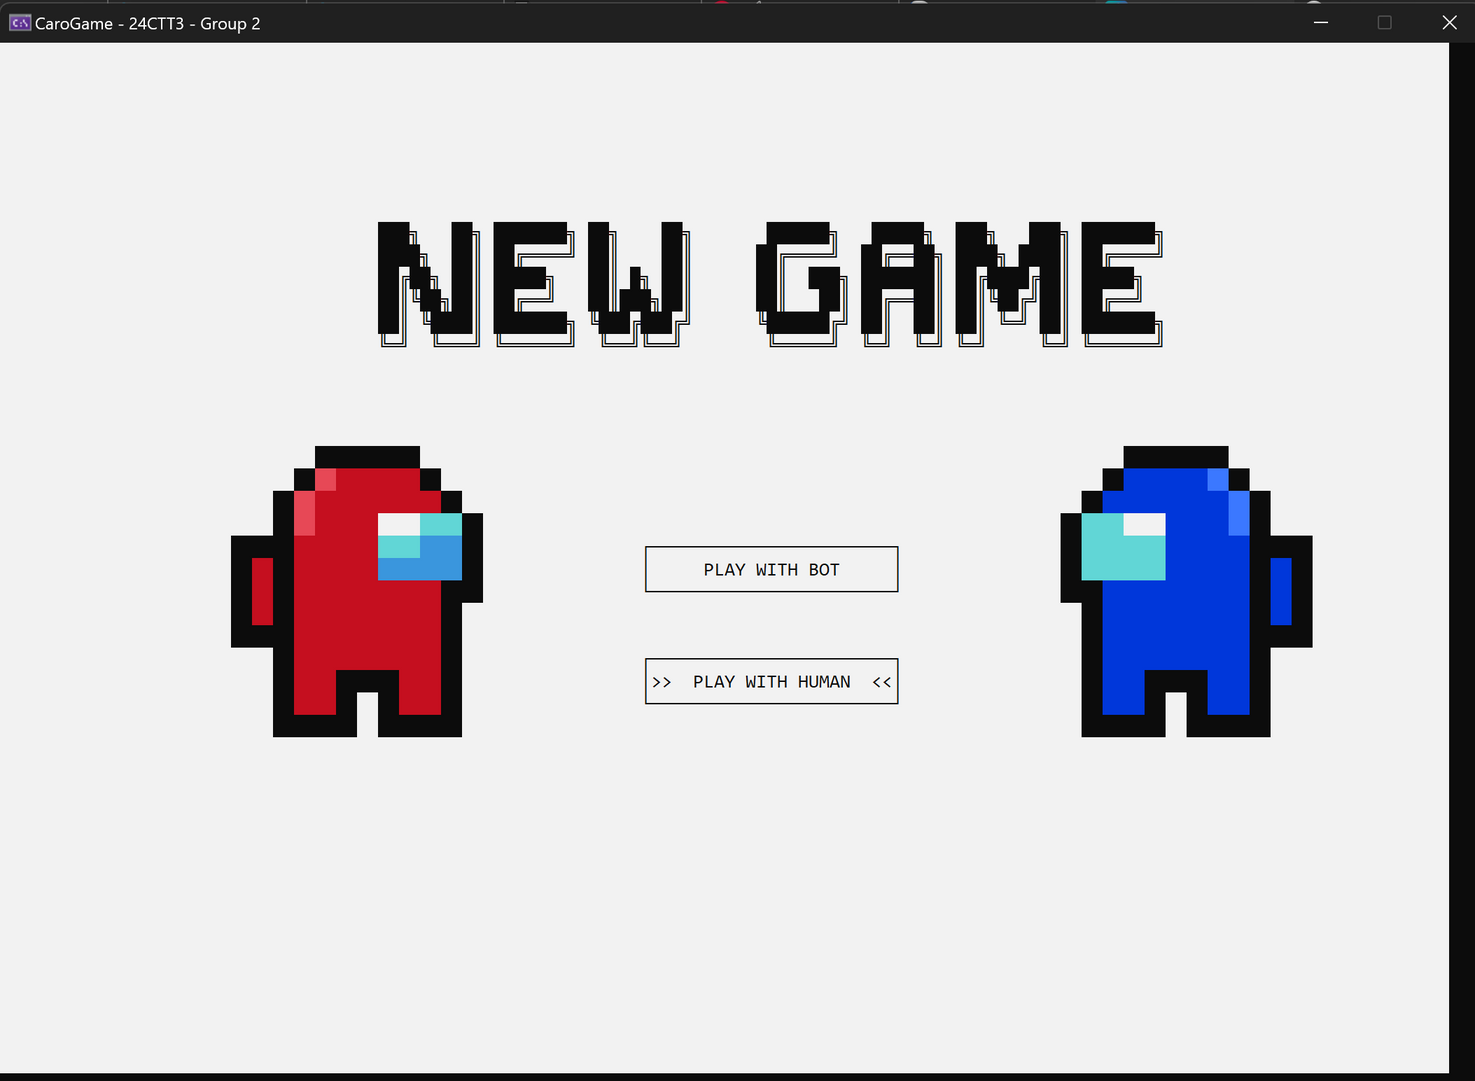 CaroGame - 24CTT3 - Group 2
NEW GAME
PLAY WITH BOT
>> PLAY WITH HUMAN <<